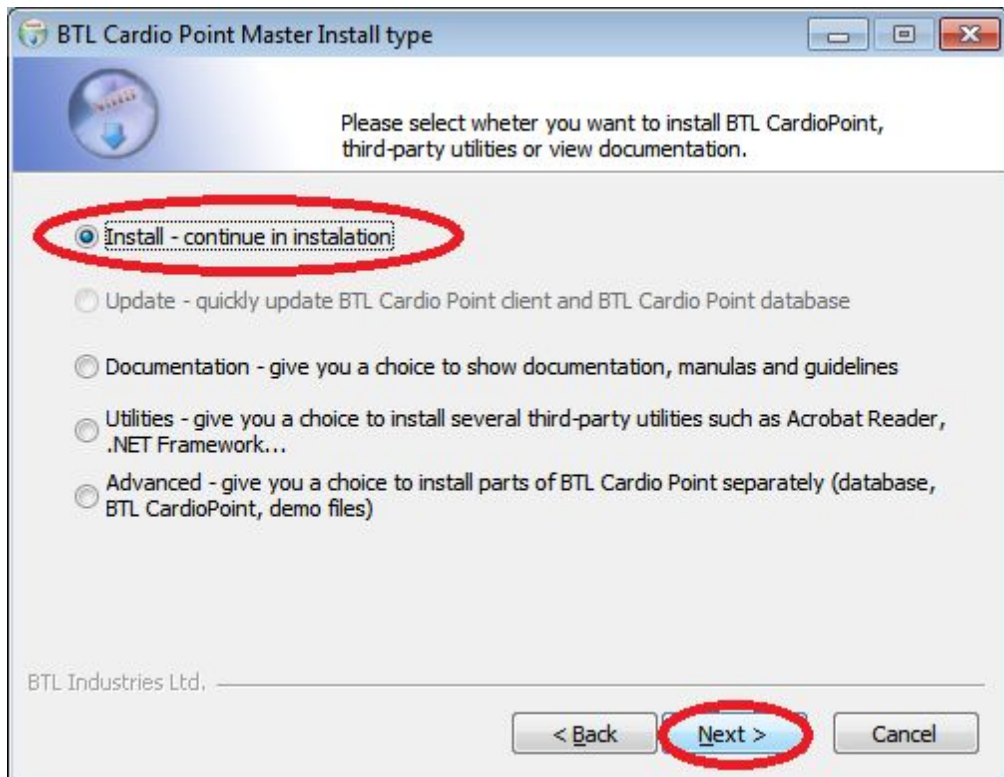 BTL Cardio Point Master Install type
Please select wheter you want to install BTL CardioPoint,
third-party utilities or view documentation.
Install - continue in instalation
Update - quickly update BTL Cardio Point client and BTL Cardio Point database
Documentation - give you a choice to show documentation, manulas and guidelines
Utilities - give you a choice to install several third-party utilities such as Acrobat Reader,
.NET Framework...
Advanced - give you a choice to install parts of BTL Cardio Point separately (database,
BTL CardioPoint, demo files)
BTL Industries Ltd.
< Back Next > Cancel